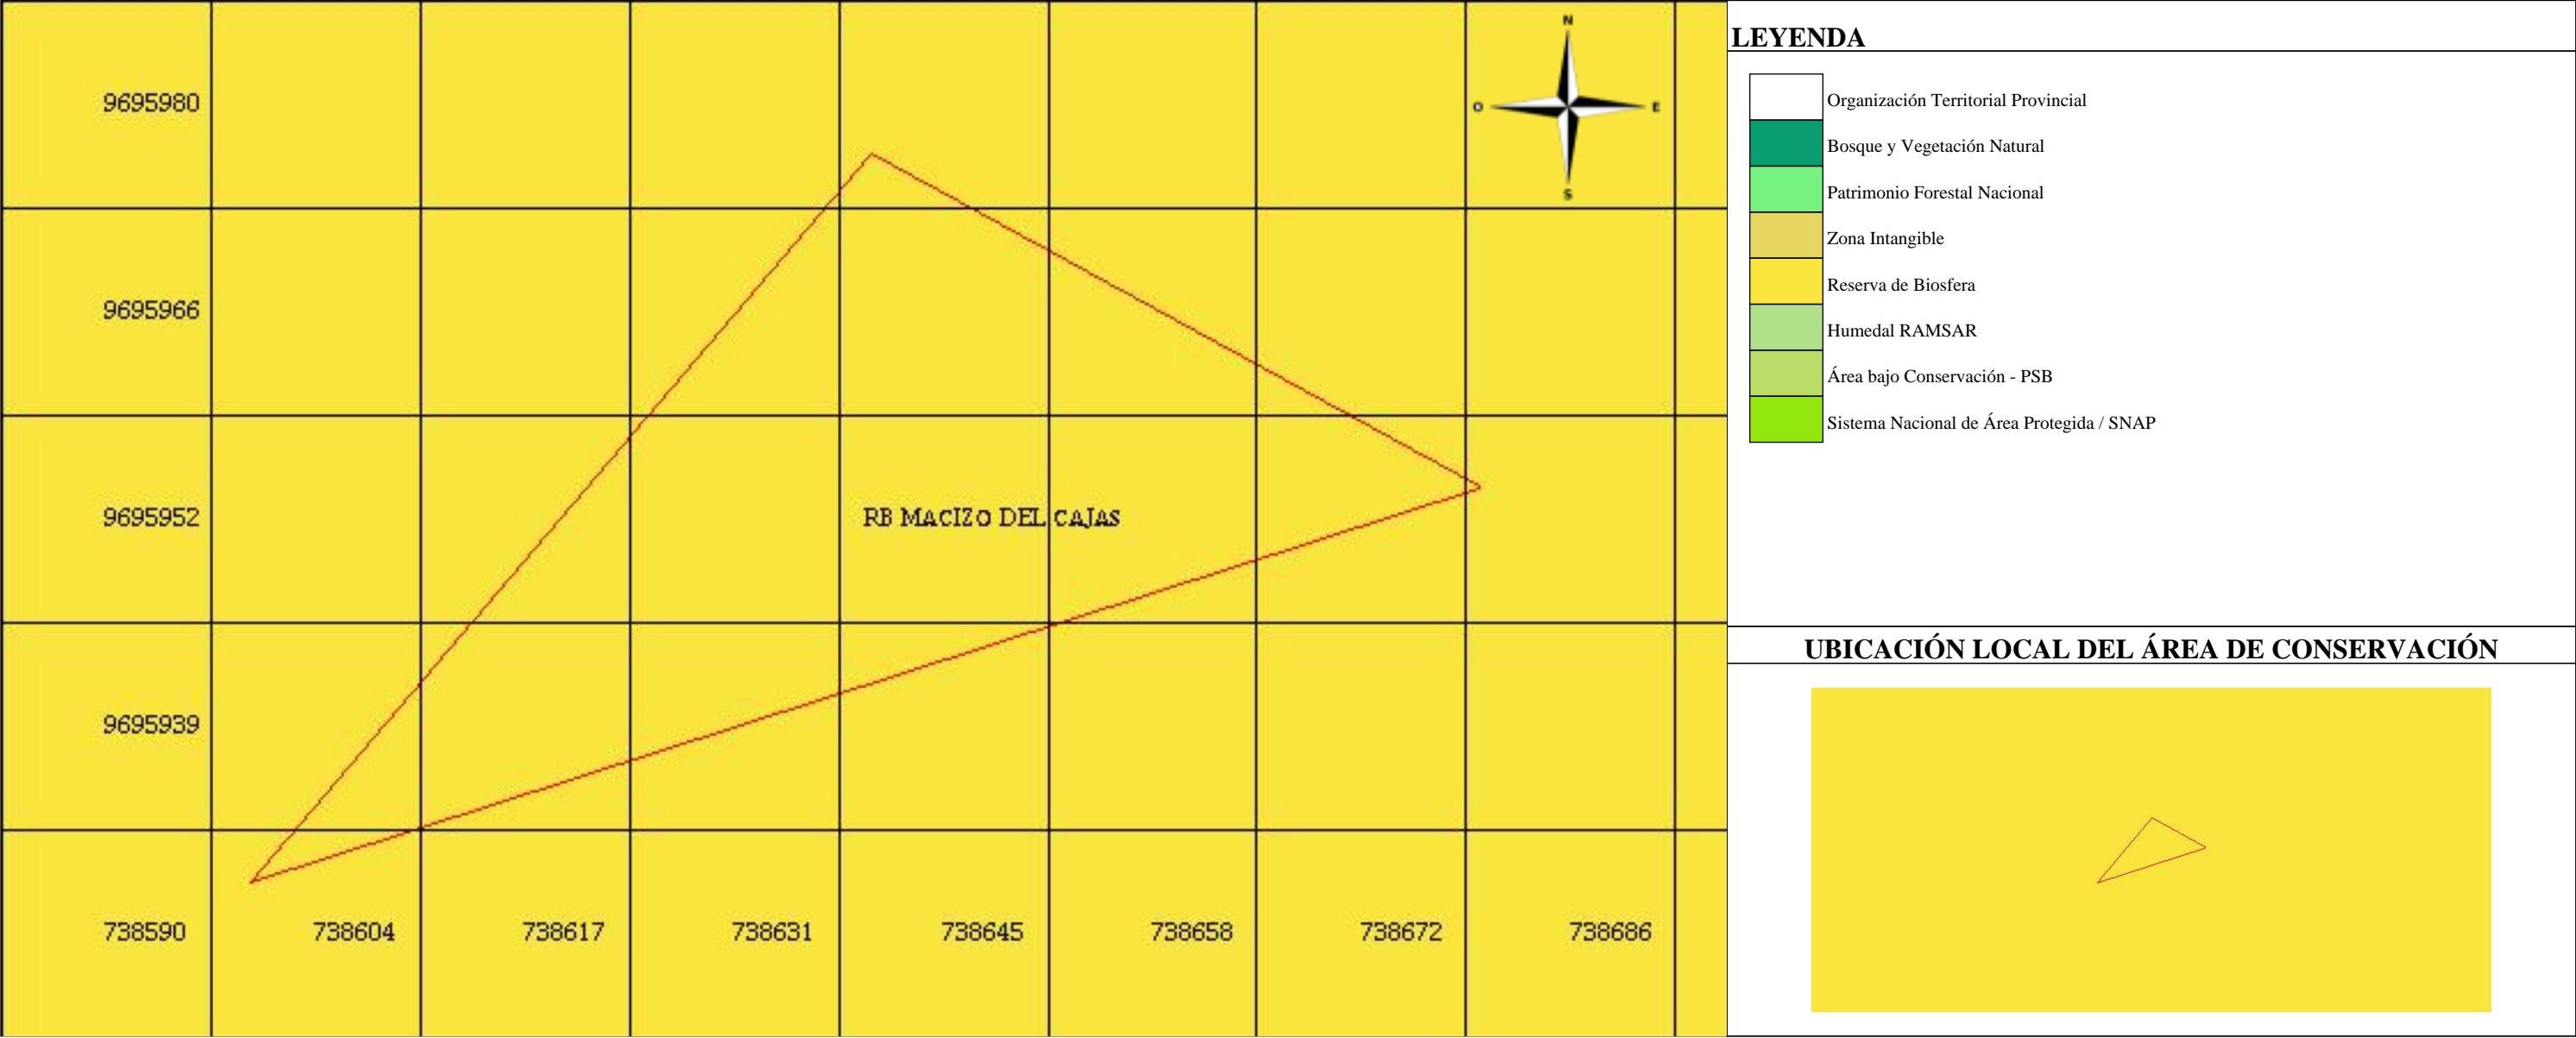 N
O
E
S
9695980
9695966
9695952
RB MACIZO DEL CAJAS
9695939
738590
738604
738617
738631
738645
738658
738672
738686
LEYENDA
Organización Territorial Provincial
Bosque y Vegetación Natural
Patrimonio Forestal Nacional
Zona Intangible
Reserva de Biosfera
Humedal RAMSAR
Área bajo Conservación - PSB
Sistema Nacional de Área Protegida / SNAP
UBICACIÓN LOCAL DEL ÁREA DE CONSERVACIÓN